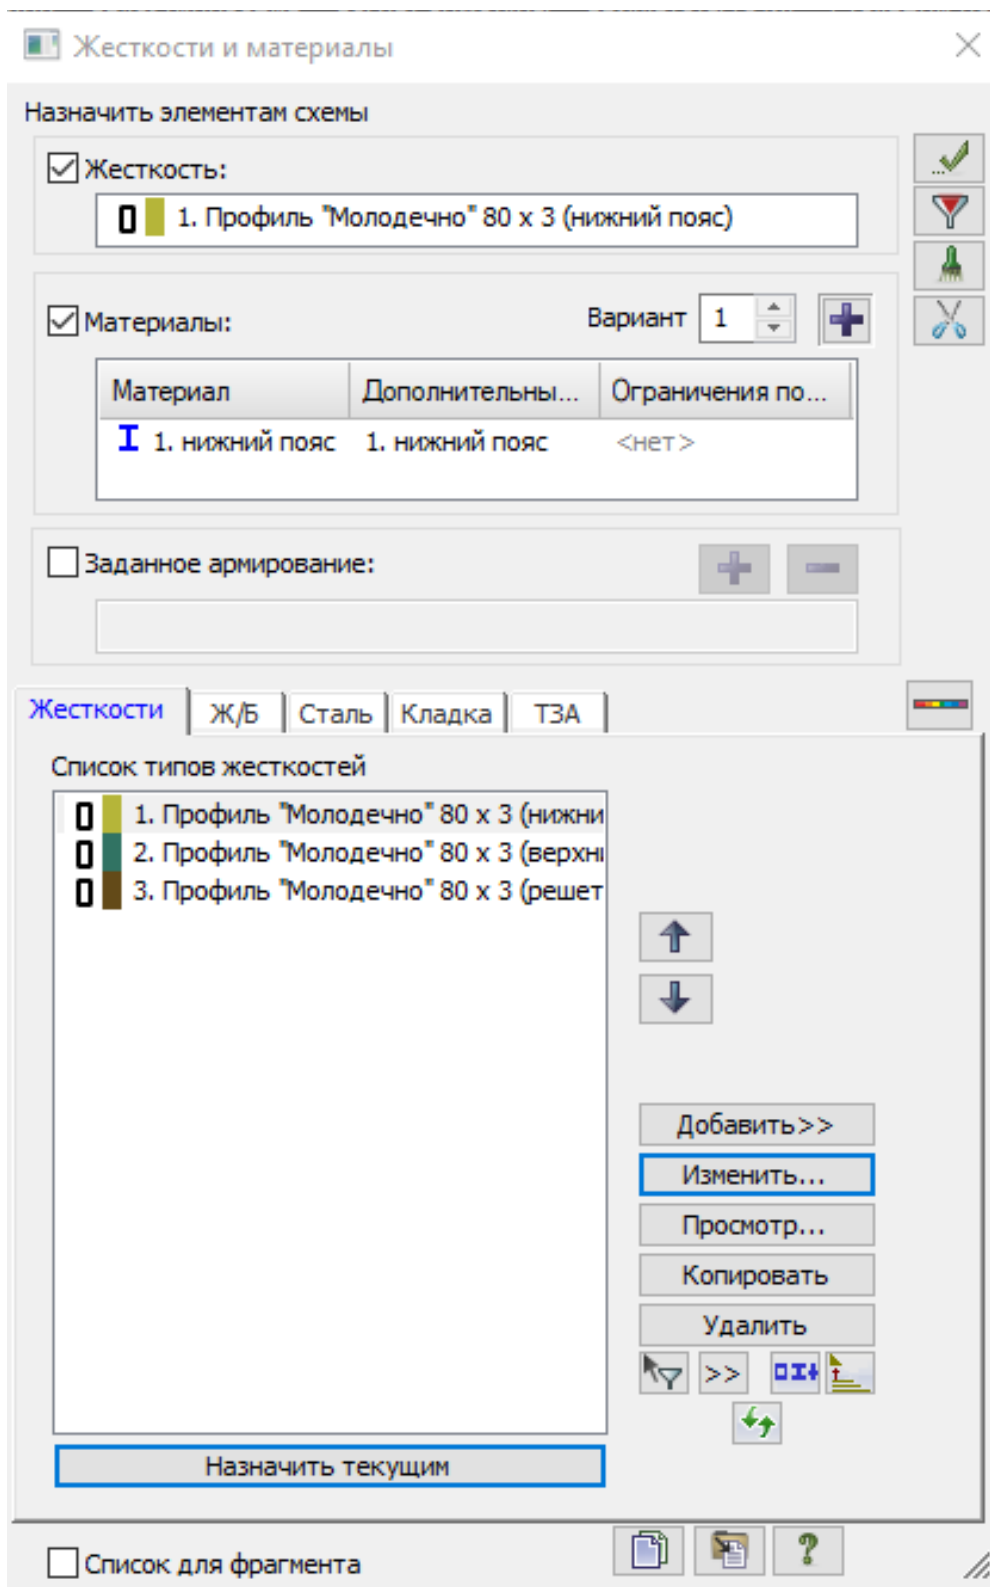 Жесткости и материалы
Назначить элементам схемы
Жесткость:
1. Профиль "Молодечно" 80 x 3 (нижний пояс)
Материалы:
Вариант 1
Материал Дополнительны... Ограничения по...
1. нижний пояс 1. нижний пояс <нет>
Заданное армирование:
Жесткости Ж/Б Сталь Кладка ТЗА
Список типов жесткостей
1. Профиль "Молодечно" 80 x 3 (нижни
2. Профиль "Молодечно" 80 x 3 (верхн
3. Профиль "Молодечно" 80 x 3 (решет
Добавить>>
Изменить...
Просмотр...
Копировать
Удалить
>>
Назначить текущим
Список для фрагмента